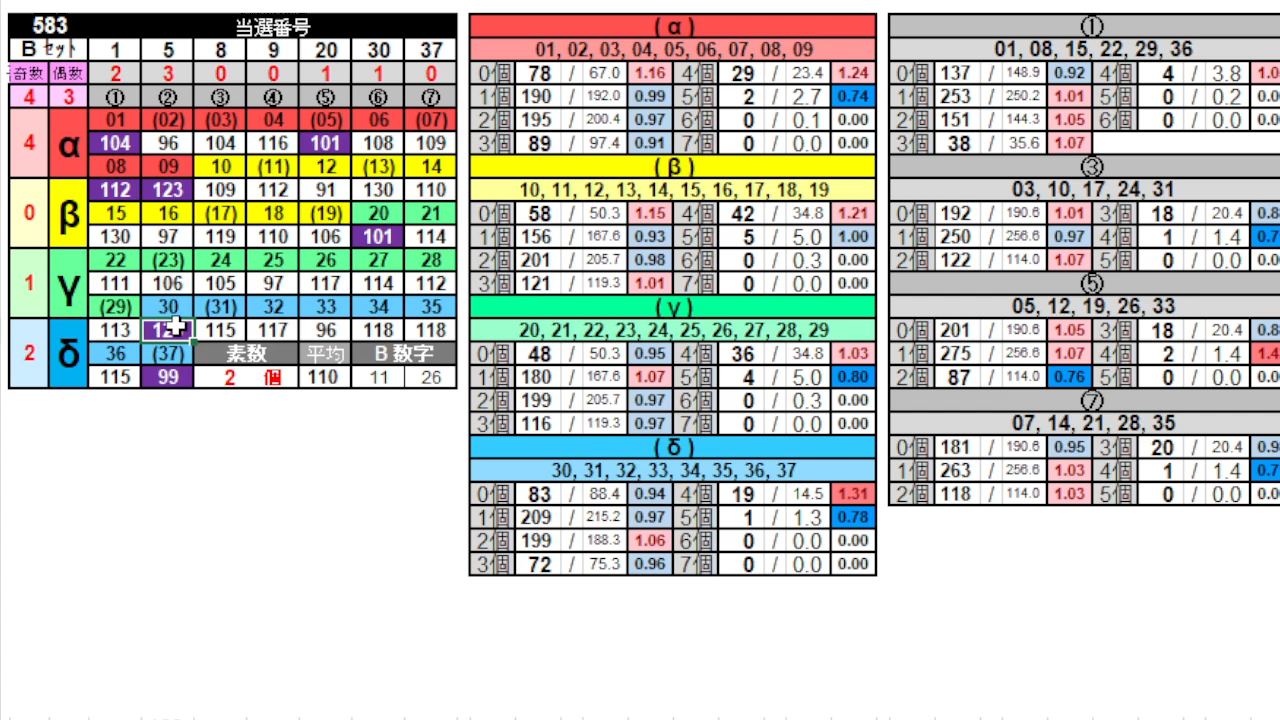 583 当選番号
B ｾｯﾄ 1 5 8 9 20 30 37
奇数 偶数 2 3 0 0 1 1 0
4 3 ① ② ③ ④ ⑤ ⑥ ⑦
4 α 01 (02) (03) 04 (05) 06 (07)
104 96 104 116 101 108 109
08 09 10 (11) 12 (13) 14
0 β 112 123 109 112 91 130 110
15 16 (17) 18 (19) 20 21
130 97 119 110 106 101 114
1 γ 22 (23) 24 25 26 27 28
111 106 105 97 117 114 112
(29) 30 (31) 32 33 34 35
2 δ 113 115 117 96 118 118
36 (37) 素数 平均 B 数字
115 99 2 個 110 11 26
( α )
01, 02, 03, 04, 05, 06, 07, 08, 09
0個 78 / 67.0 1.16 4個 29 / 23.4 1.24
1個 190 / 192.0 0.99 5個 2 / 2.7 0.74
2個 195 / 200.4 0.97 6個 0 / 0.1 0.00
3個 89 / 97.4 0.91 7個 0 / 0.0 0.00
( β )
10, 11, 12, 13, 14, 15, 16, 17, 18, 19
0個 58 / 50.3 1.15 4個 42 / 34.8 1.21
1個 156 / 167.6 0.93 5個 5 / 5.0 1.00
2個 201 / 205.7 0.98 6個 0 / 0.3 0.00
3個 121 / 119.3 1.01 7個 0 / 0.0 0.00
( γ )
20, 21, 22, 23, 24, 25, 26, 27, 28, 29
0個 48 / 50.3 0.95 4個 36 / 34.8 1.03
1個 180 / 167.6 1.07 5個 4 / 5.0 0.80
2個 199 / 205.7 0.97 6個 0 / 0.3 0.00
3個 116 / 119.3 0.97 7個 0 / 0.0 0.00
( δ )
30, 31, 32, 33, 34, 35, 36, 37
0個 83 / 88.4 0.94 4個 19 / 14.5 1.31
1個 209 / 215.2 0.97 5個 1 / 1.3 0.78
2個 199 / 188.3 1.06 6個 0 / 0.0 0.00
3個 72 / 75.3 0.96 7個 0 / 0.0 0.00
①
01, 08, 15, 22, 29, 36
0個 137 / 148.9 0.92 4個 4 / 3.8
1個 253 / 250.2 1.01 5個 0 / 0.2
2個 151 / 144.3 1.05 6個 0 / 0.0
3個 38 / 35.6 1.07
③
03, 10, 17, 24, 31
0個 192 / 190.6 1.01 3個 18 / 20.4
1個 250 / 256.6 0.97 4個 1 / 1.4
2個 122 / 114.0 1.07 5個 0 / 0.0
⑤
05, 12, 19, 26, 33
0個 201 / 190.6 1.05 3個 18 / 20.4
1個 275 / 256.6 1.07 4個 2 / 1.4
2個 87 / 114.0 0.76 5個 0 / 0.0
⑦
07, 14, 21, 28, 35
0個 181 / 190.6 0.95 3個 20 / 20.4
1個 263 / 256.6 1.03 4個 1 / 1.4
2個 118 / 114.0 1.03 5個 0 / 0.0